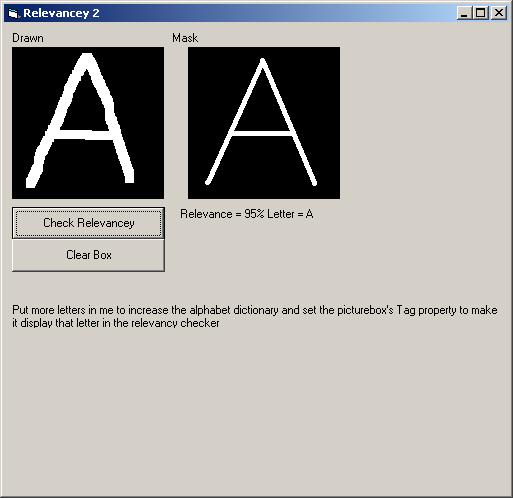 Relevancey 2
Drawn Mask
A A
Check Relevancey
Relevance = 95% Letter = A
Clear Box
Put more letters in me to increase the alphabet dictionary and set the picturebox's Tag property to make
it display that letter in the relevancy checker